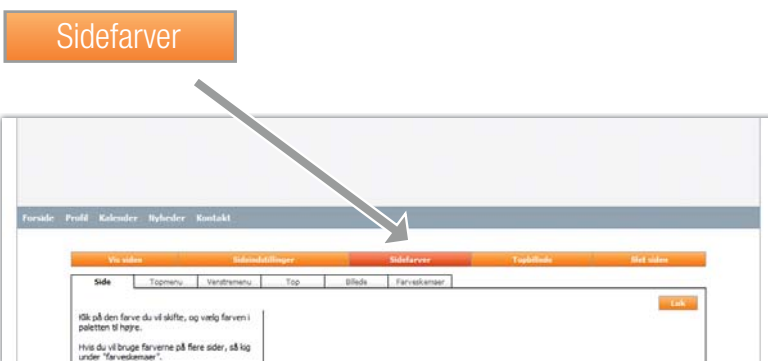 Sidefarver
Forside Profil Kalender Nyheder Kontakt
Vis siden Sideindstillinger Sidefarver Topbillede Slet siden
Side Topmenu Venstremenu Top Billede Farveskemaer
Luk
Klik på den farve du vil skifte, og vælg farven i
paletten til højre.
Hvis du vil bruge farverne på flere sider, så kig
under "farveskemaer".